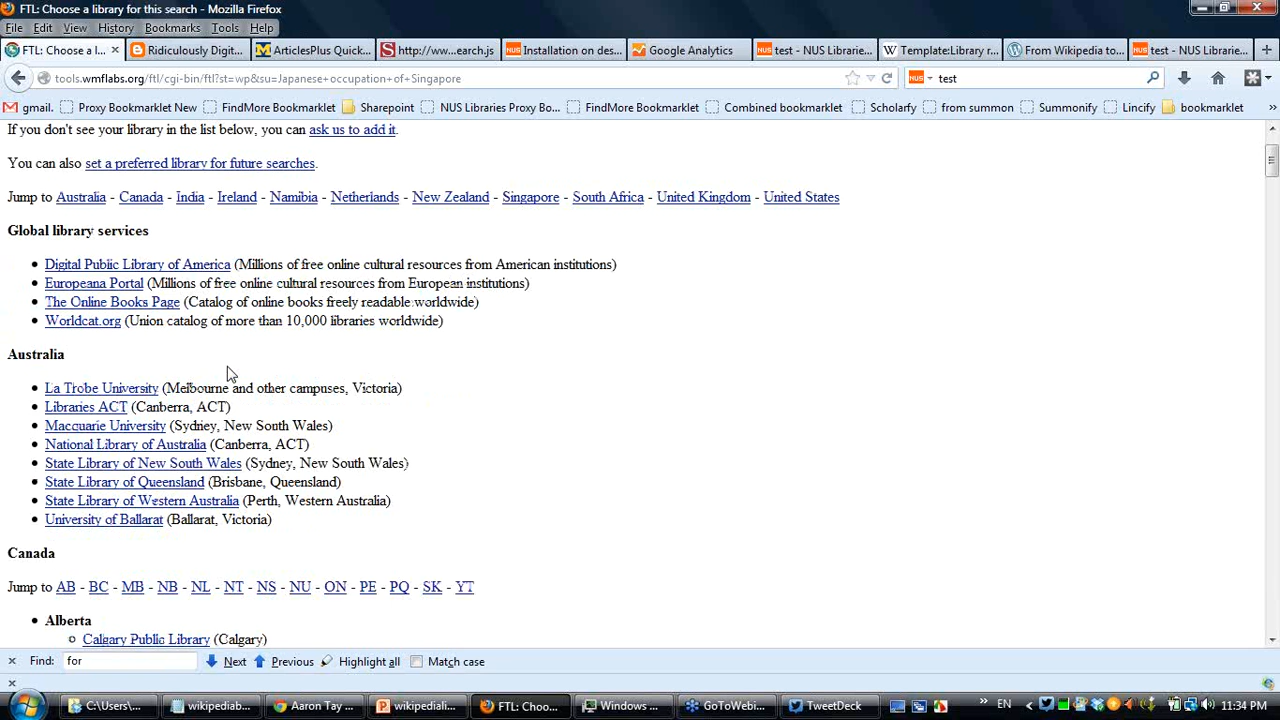 FTL: Choose a library for this search - Mozilla Firefox
File Edit View History Bookmarks Tools Help
FTL: Choose a l... Ridiculously Digit... ArticlesPlus Quick... http://ww...earch.js Installation on des... Google Analytics test - NUS Librarie... Template:Library r... From Wikipedia to... test - NUS Librarie...
tools.wmflabs.org/ftl/cgi-bin/ftl?st=wp&su=Japanese+occupation+of+Singapore test
gmail. Proxy Bookmarklet New FindMore Bookmarklet Sharepoint NUS Libraries Proxy Bo... FindMore Bookmarklet Combined bookmarklet Scholarfy from summon Summonify Lincify bookmarklet
If you don't see your library in the list below, you can ask us to add it.
You can also set a preferred library for future searches.
Jump to Australia - Canada - India - Ireland - Namibia - Netherlands - New Zealand - Singapore - South Africa - United Kingdom - United States
Global library services
Digital Public Library of America (Millions of free online cultural resources from American institutions)
Europeana Portal (Millions of free online cultural resources from European institutions)
The Online Books Page (Catalog of online books freely readable worldwide)
Worldcat.org (Union catalog of more than 10,000 libraries worldwide)
Australia
La Trobe University (Melbourne and other campuses, Victoria)
Libraries ACT (Canberra, ACT)
Macquarie University (Sydney, New South Wales)
National Library of Australia (Canberra, ACT)
State Library of New South Wales (Sydney, New South Wales)
State Library of Queensland (Brisbane, Queensland)
State Library of Western Australia (Perth, Western Australia)
University of Ballarat (Ballarat, Victoria)
Canada
Jump to AB - BC - MB - NB - NL - NT - NS - NU - ON - PE - PQ - SK - YT
Alberta
Calgary Public Library (Calgary)
Find: for Next Previous Highlight all Match case
C:\Users\... wikipediab... Aaron Tay ... wikipediali... FTL: Choo... Windows ... GoToWebi... TweetDeck EN 11:34 PM